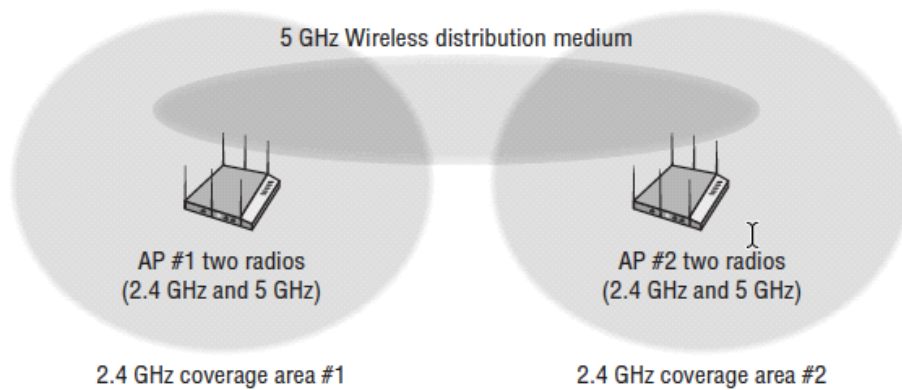 5 GHz Wireless distribution medium
AP #1 two radios
(2.4 GHz and 5 GHz)
AP #2 two radios
(2.4 GHz and 5 GHz)
2.4 GHz coverage area #1
2.4 GHz coverage area #2